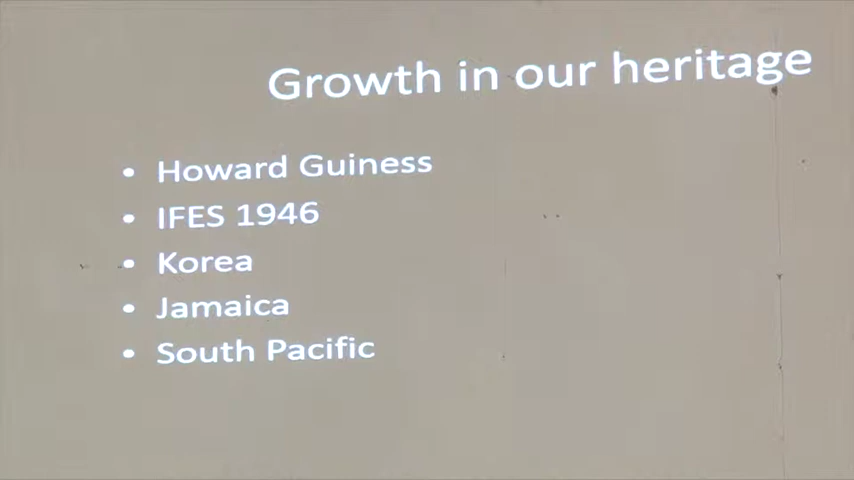 Growth in our heritage
• Howard Guiness
• IFES 1946
• Korea
• Jamaica
• South Pacific